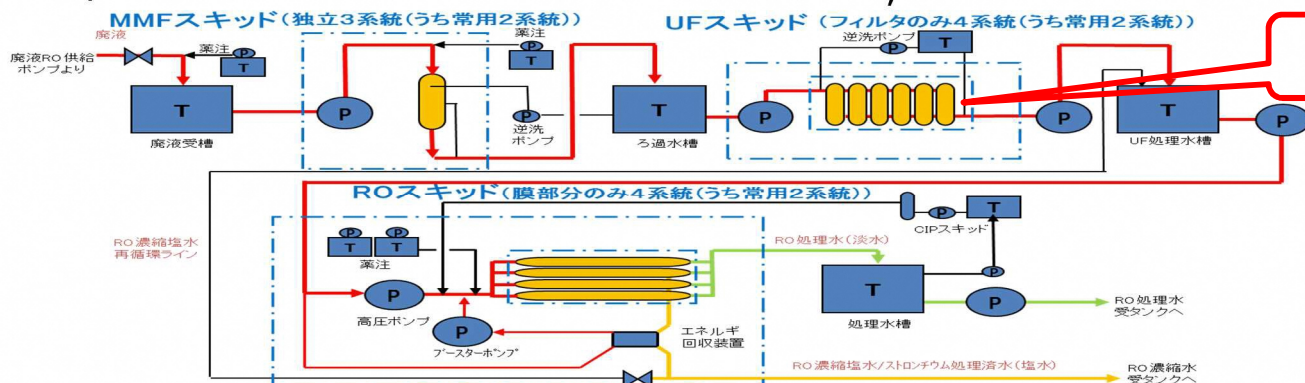 MMFスキッド(独立3系統(うち常用2系統))
UFスキッド (フィルタのみ4系統(うち常用2系統))
廃液
廃液RO供給
ポンプより
薬注
P
T
T
廃液受槽
P
薬注
P
T
P
逆洗
ポンプ
T
ろ過水槽
P
逆洗ポンプ
P
T
P
T
UF処理水槽
P
ROスキッド(膜部分のみ4系統(うち常用2系統))
RO濃縮塩水
再循環ライン
P
P
T
T
薬注
P
高圧ポンプ
P
ブースターポンプ
エネルギ
回収装置
RO処理水(淡水)
P
T
CIPスキッド
P
T
処理水槽
P
RO処理水
受タンクへ
RO濃縮塩水/ストロンチウム処理済水(塩水)
RO濃縮水
受タンクへ